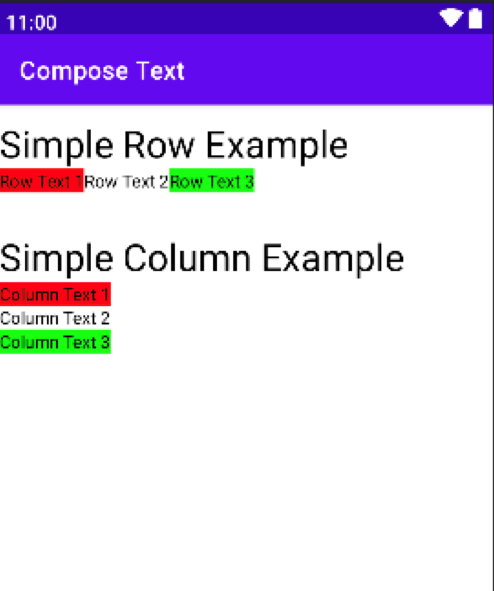 11:00
Compose Text
Simple Row Example
Row Text 1Row Text 2Row Text 3
Simple Column Example
Column Text 1
Column Text 2
Column Text 3